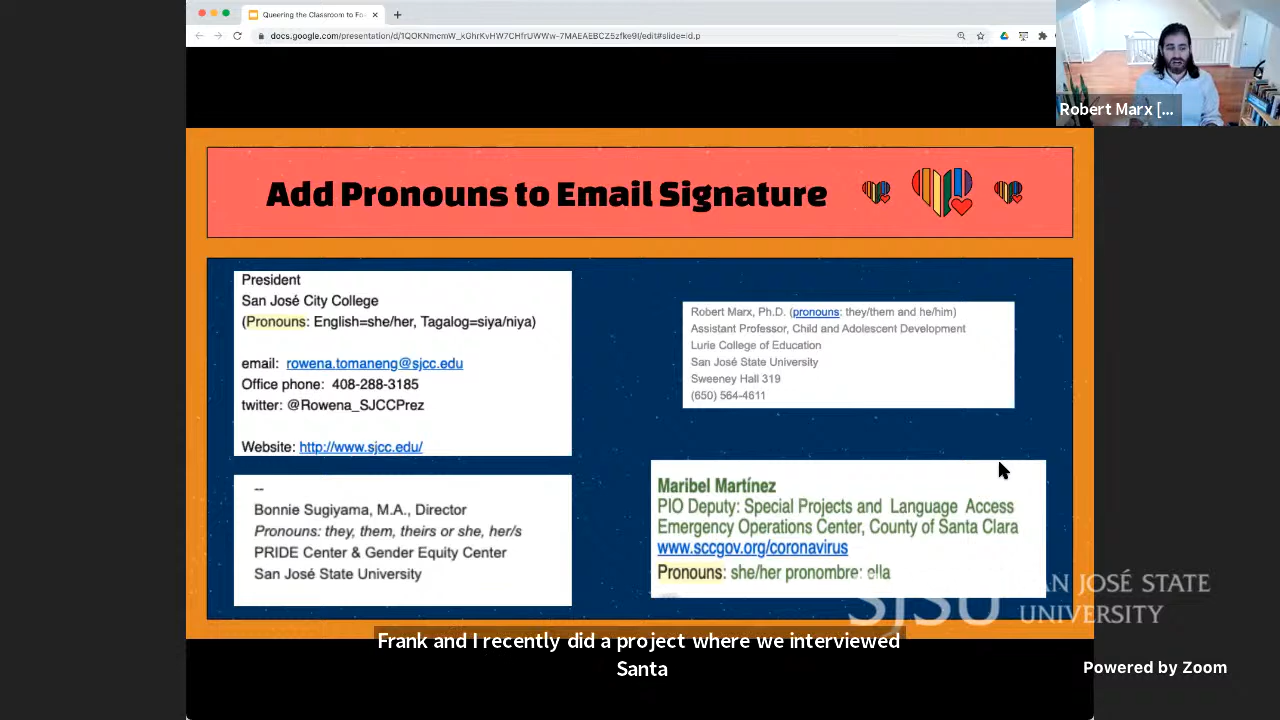 Queering the Classroom to Fo
docs.google.com/presentation/d/1QOKNmcmW_kGhrKvHW7CHfrUWWw-7MAEAEBCZ5zfke9I/edit#slide=id.p
Robert Marx [...
Add Pronouns to Email Signature
President
San José City College
(Pronouns: English=she/her, Tagalog=siya/niya)
email: rowena.tomaneng@sjcc.edu
Office phone: 408-288-3185
twitter: @Rowena_SJCCPrez
Website: http://www.sjcc.edu/
Robert Marx, Ph.D. (pronouns: they/them and he/him)
Assistant Professor, Child and Adolescent Development
Lurie College of Education
San José State University
Sweeney Hall 319
(650) 564-4611
--
Bonnie Sugiyama, M.A., Director
Pronouns: they, them, theirs or she, her/s
PRIDE Center & Gender Equity Center
San José State University
Maribel Martínez
PIO Deputy: Special Projects and Language Access
Emergency Operations Center, County of Santa Clara
www.sccgov.org/coronavirus
Pronouns: she/her pronombre: ella
SJSU
SAN JOSÉ STATE
UNIVERSITY
Frank and I recently did a project where we interviewed
Santa
Powered by Zoom